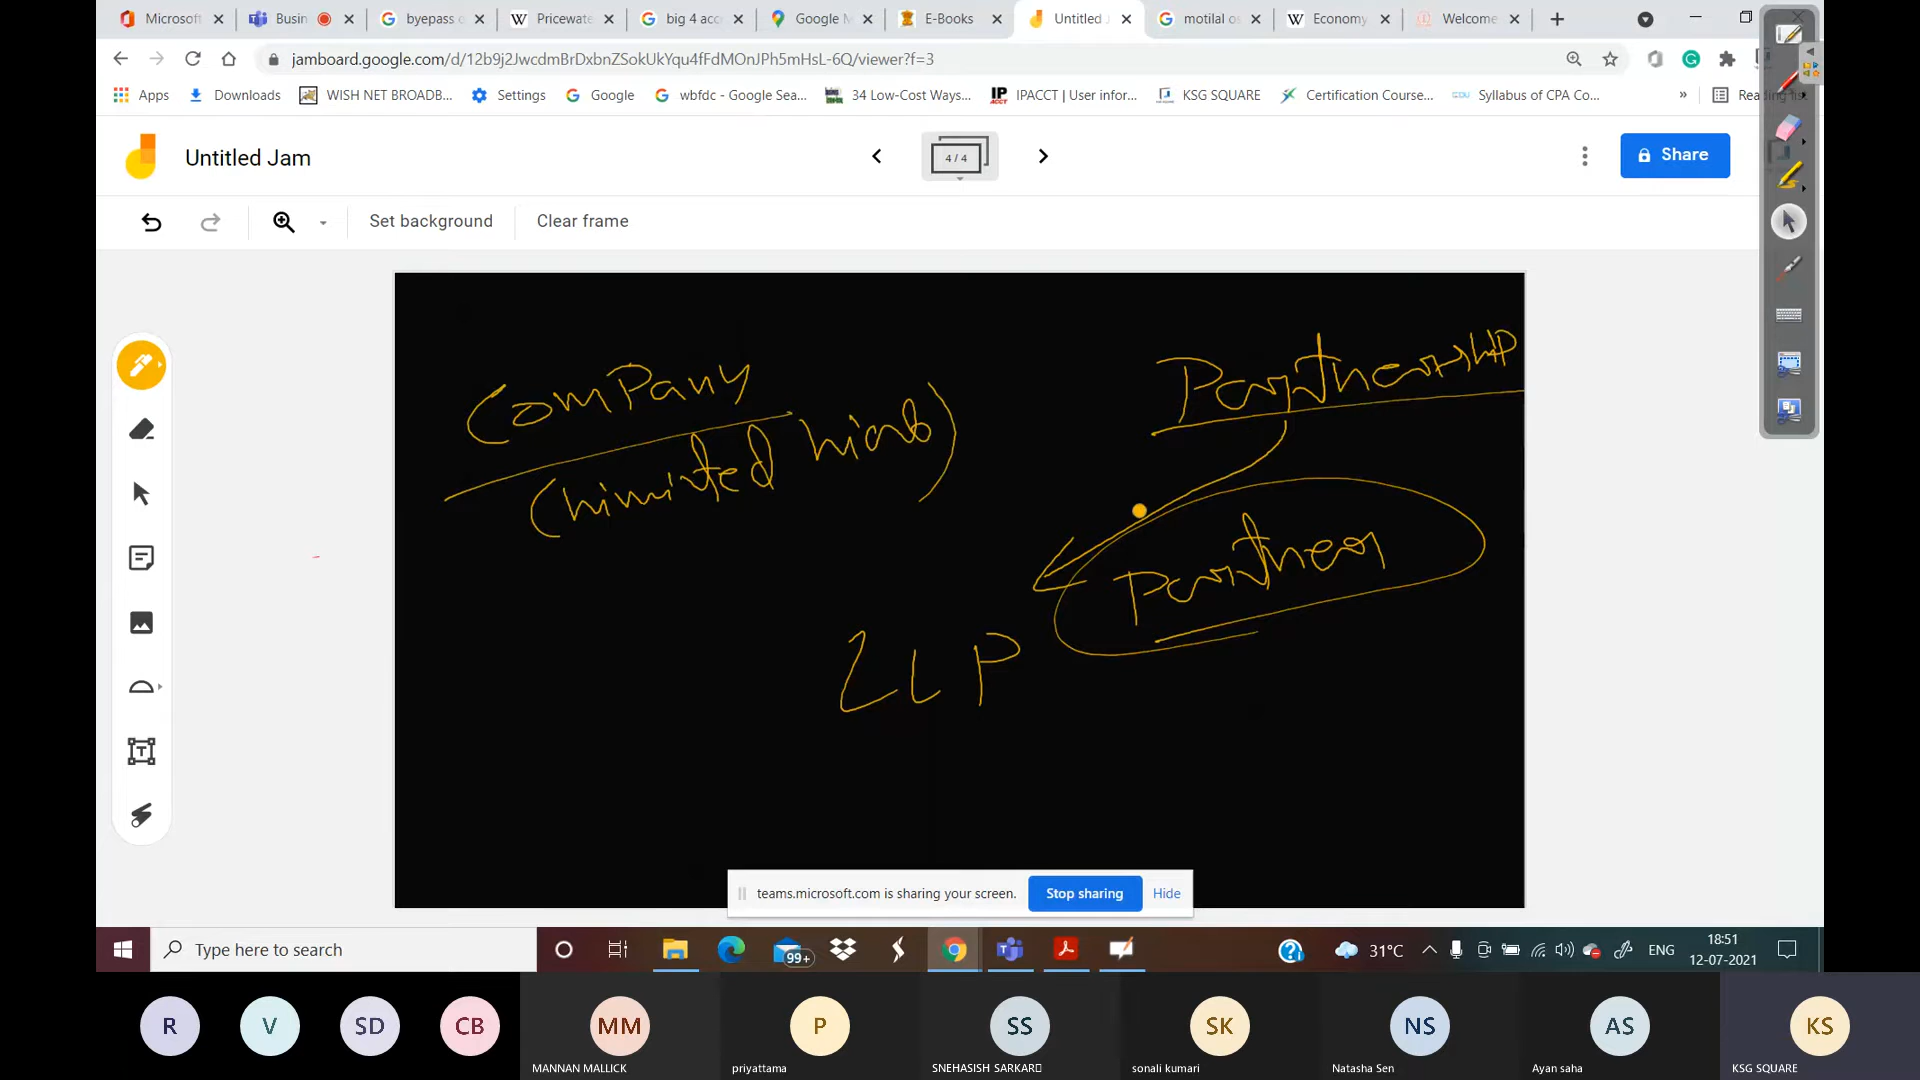 Microsoft
Busin
byepass o
Pricewate
big 4 acc
Google M
E-Books
Untitled J
motilal os
Economy
Welcome
jamboard.google.com/d/12b9j2JwcdmBrDxbnZSokUkYqu4fFdMOnJPh5mHsL-6Q/viewer?f=3
Apps
Downloads
WISH NET BROADB...
Settings
Google
wbfdc - Google Sea...
34 Low-Cost Ways...
IPACCT | User infor...
KSG SQUARE
Certification Course...
Syllabus of CPA Co...
»
Untitled Jam
4 / 4
Share
Set background
Clear frame
Company
(Limited Liab)
Partnership
Partner
LLP
teams.microsoft.com is sharing your screen.
Stop sharing
Hide
Type here to search
99+
31°C
ENG
18:51
12-07-2021
R
V
SD
CB
MM
P
SS
SK
NS
AS
KS
MANNAN MALLICK
priyattama
SNEHASISH SARKAR
sonali kumari
Natasha Sen
Ayan saha
KSG SQUARE